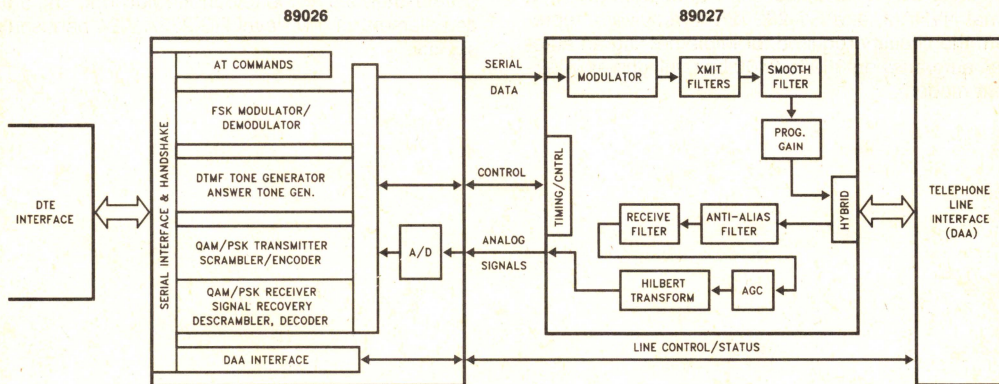 89026
89027
DTE
INTERFACE
SERIAL INTERFACE & HANDSHAKE
AT COMMANDS
FSK MODULATOR/
DEMODULATOR
DTMF TONE GENERATOR
ANSWER TONE GEN.
QAM/PSK TRANSMITTER
SCRAMBLER/ENCODER
QAM/PSK RECEIVER
SIGNAL RECOVERY
DESCRAMBLER, DECODER
DAA INTERFACE
A/D
SERIAL
DATA
CONTROL
ANALOG
SIGNALS
TIMING/CNTRL
MODULATOR
XMIT
FILTERS
SMOOTH
FILTER
PROG.
GAIN
HYBRID
RECEIVE
FILTER
ANTI-ALIAS
FILTER
HILBERT
TRANSFORM
AGC
LINE CONTROL/STATUS
TELEPHONE
LINE
INTERFACE
(DAA)